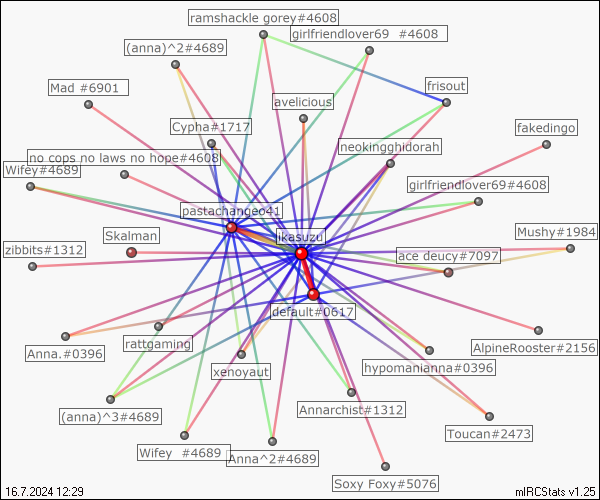 ramshackle gorey#4608
girlfriendlover69 #4608
(anna)^2#4689
Mad #6901
frisout
avelicious
Cypha#1717
fakedingo
neokingghidorah
no cops no laws no hope#4608
Wifey#4689
girlfriendlover69#4608
pastachangeo41
Mushy#1984
Skalman
ikasuzu
zibbits#1312
ace deucy#7097
default#0617
rattgaming
Anna.#0396
AlpineRooster#2156
hypomanianna#0396
xenoyaut
Annarchist#1312
(anna)^3#4689
Toucan#2473
Wifey #4689
Anna^2#4689
Soxy Foxy#5076
16.7.2024 12:29
mIRCStats v1.25